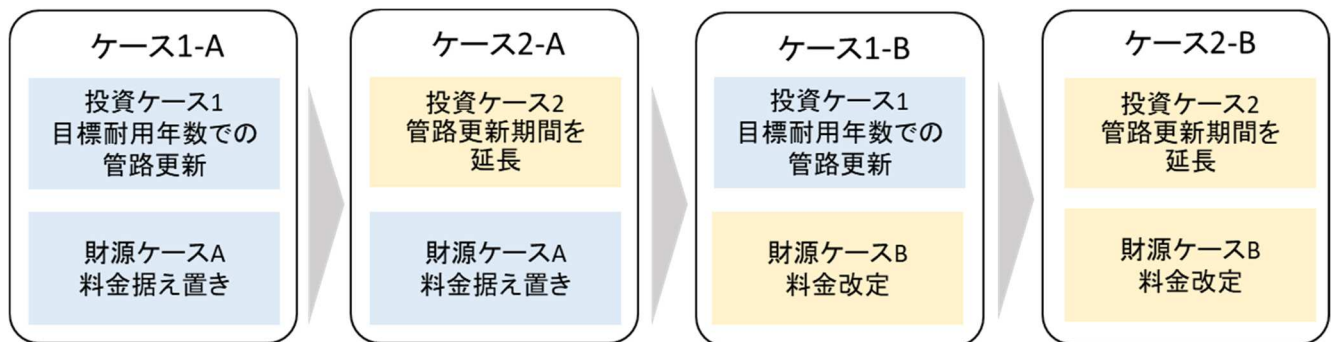 ケース1-A
投資ケース1
目標耐用年数での
管路更新
財源ケースA
料金据え置き
ケース2-A
投資ケース2
管路更新期間を
延長
財源ケースA
料金据え置き
ケース1-B
投資ケース1
目標耐用年数での
管路更新
財源ケースB
料金改定
ケース2-B
投資ケース2
管路更新期間を
延長
財源ケースB
料金改定